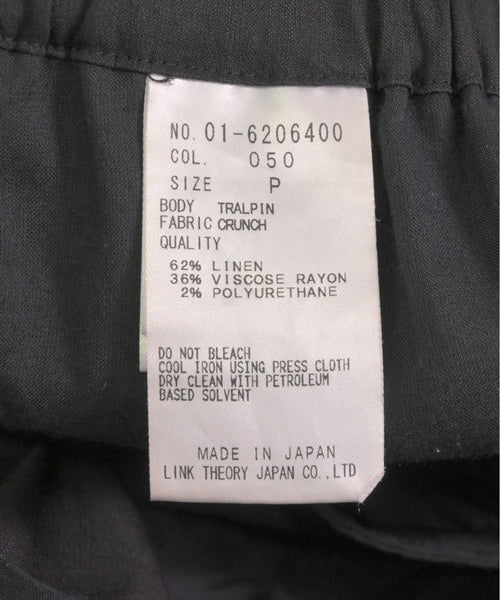 NO. 01-6206400
COL. 050
SIZE P
BODY TRALPIN
FABRIC CRUNCH
QUALITY
62% LINEN
36% VISCOSE RAYON
2% POLYURETHANE
DO NOT BLEACH
COOL IRON USING PRESS CLOTH
DRY CLEAN WITH PETROLEUM
BASED SOLVENT
MADE IN JAPAN
LINK THEORY JAPAN CO.,LTD